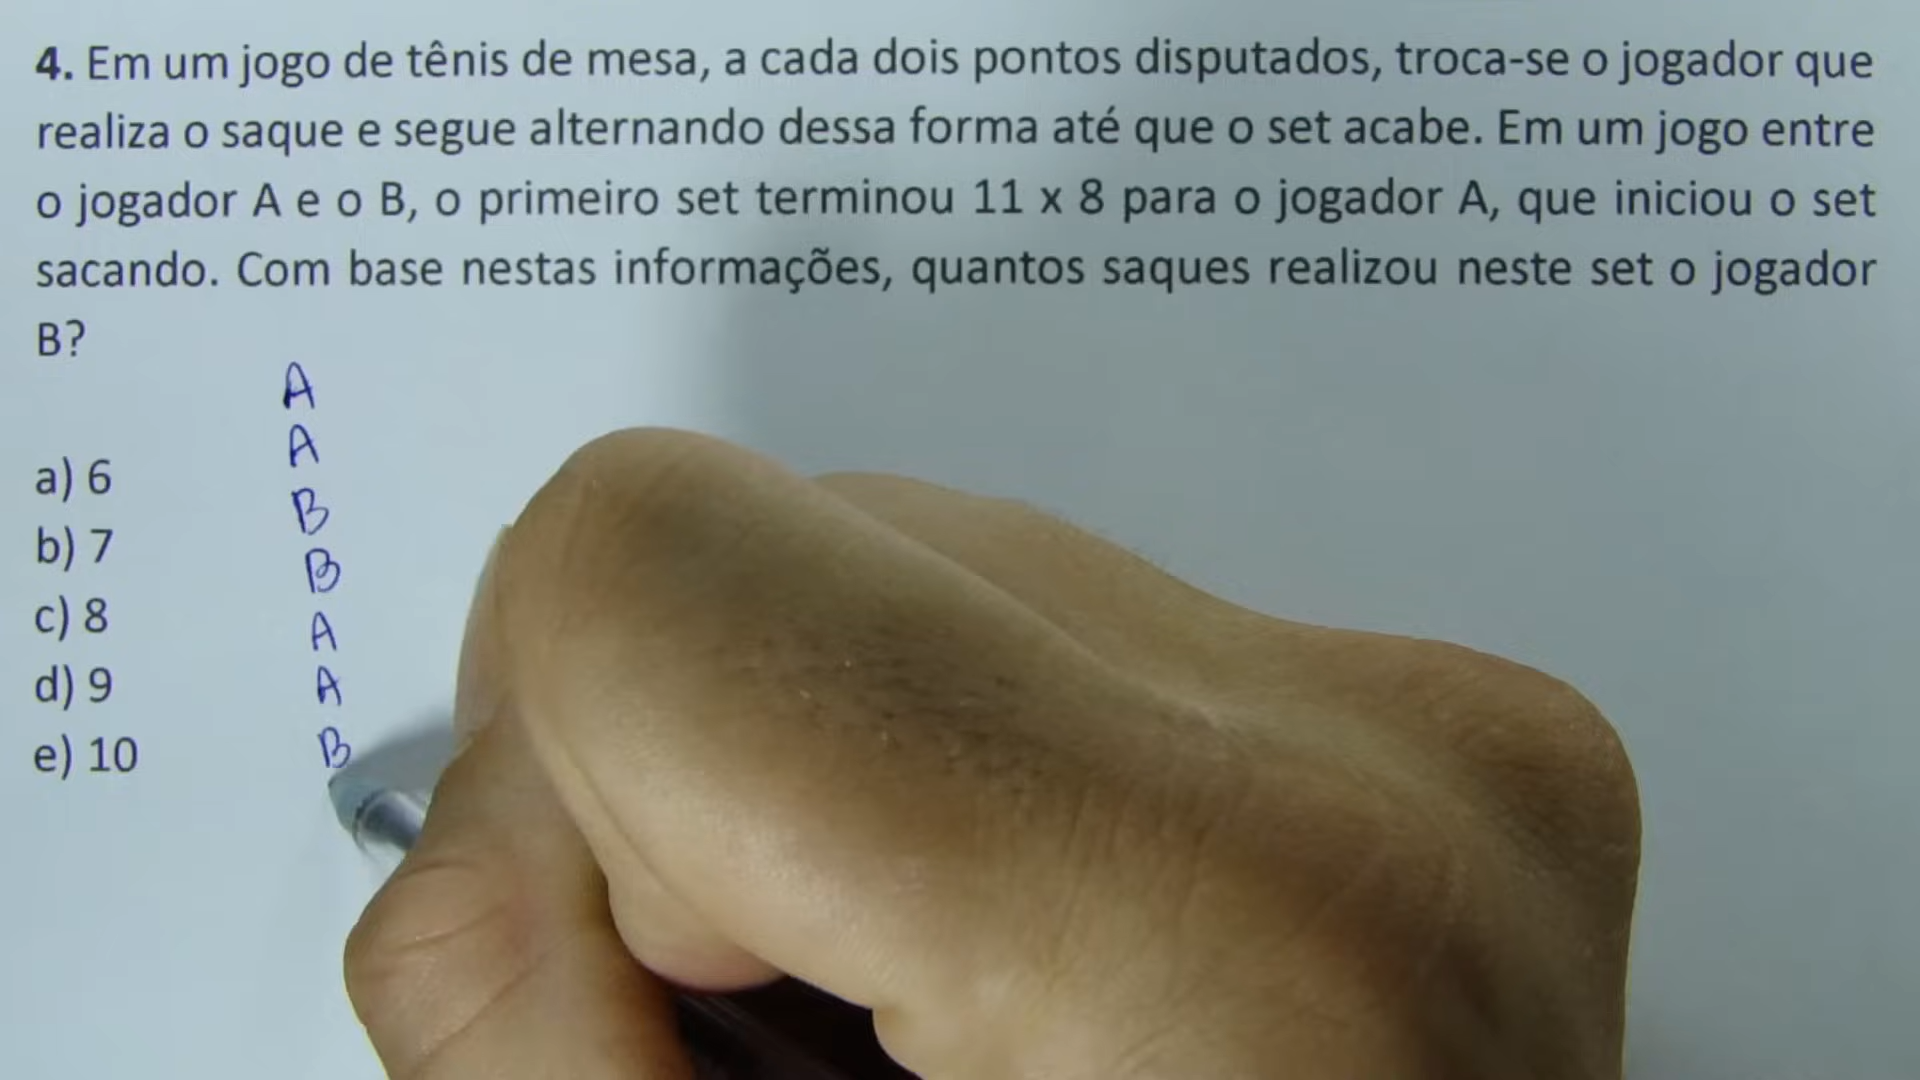 4. Em um jogo de tênis de mesa, a cada dois pontos disputados, troca-se o jogador que
realiza o saque e segue alternando dessa forma até que o set acabe. Em um jogo entre
o jogador A e o B, o primeiro set terminou 11 x 8 para o jogador A, que iniciou o set
sacando. Com base nestas informações, quantos saques realizou neste set o jogador
B?
a) 6
b) 7
c) 8
d) 9
e) 10
A
A
B
B
A
A
B